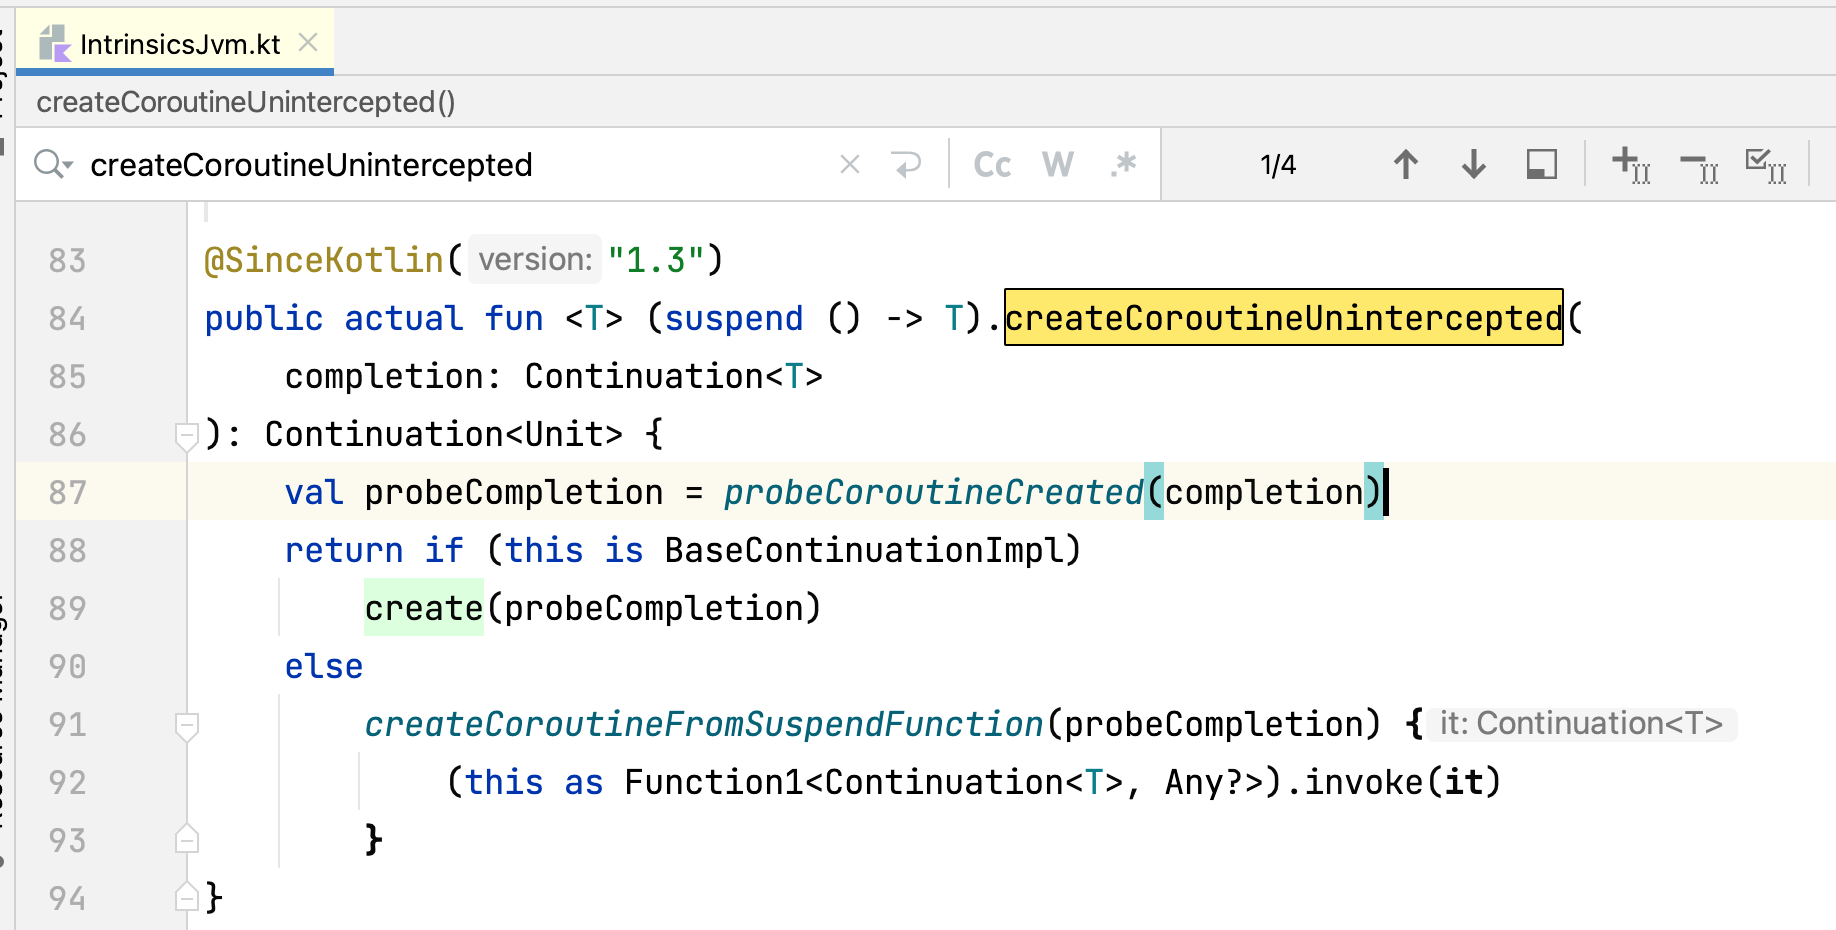 IntrinsicsJvm.kt
createCoroutineUnintercepted()
createCoroutineUnintercepted Cc W .* 1/4
83 @SinceKotlin( version: "1.3")
84 public actual fun <T> (suspend () -> T).createCoroutineUnintercepted(
85 completion: Continuation<T>
86 ): Continuation<Unit> {
87 val probeCompletion = probeCoroutineCreated(completion)
88 return if (this is BaseContinuationImpl)
89 create(probeCompletion)
90 else
91 createCoroutineFromSuspendFunction(probeCompletion) { it: Continuation<T>
92 (this as Function1<Continuation<T>, Any?>).invoke(it)
93 }
94 }